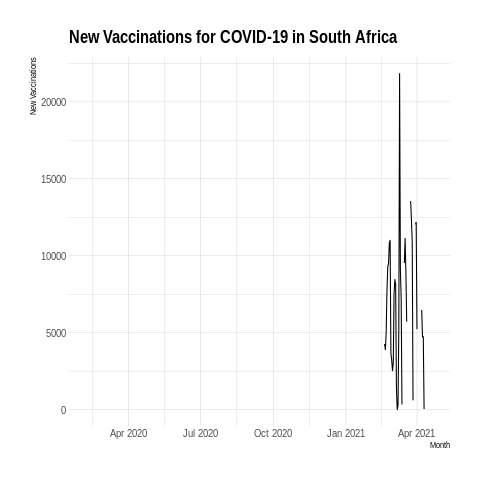 New Vaccinations for COVID-19 in South Africa
New Vaccinations
20000
15000
10000
5000
0
Apr 2020 Jul 2020 Oct 2020 Jan 2021 Apr 2021
Month